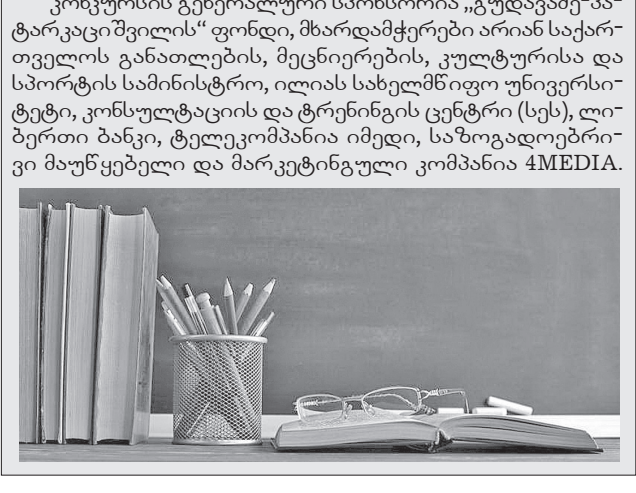 კონკურსის გენერალური სპონსორია „გუდავაძე-პა-
ტარკაციშვილის“ ფონდი, მხარდამჭერები არიან საქარ-
თველოს განათლების, მეცნიერების, კულტურისა და
სპორტის სამინისტრო, ილიას სახელმწიფო უნივერსი-
ტეტი, კონსულტაციის და ტრენინგის ცენტრი (სეს), ლი-
ბერთი ბანკი, ტელეკომპანია იმედი, საზოგადოებრი-
ვი მაუწყებელი და მარკეტინგული კომპანია 4MEDIA.